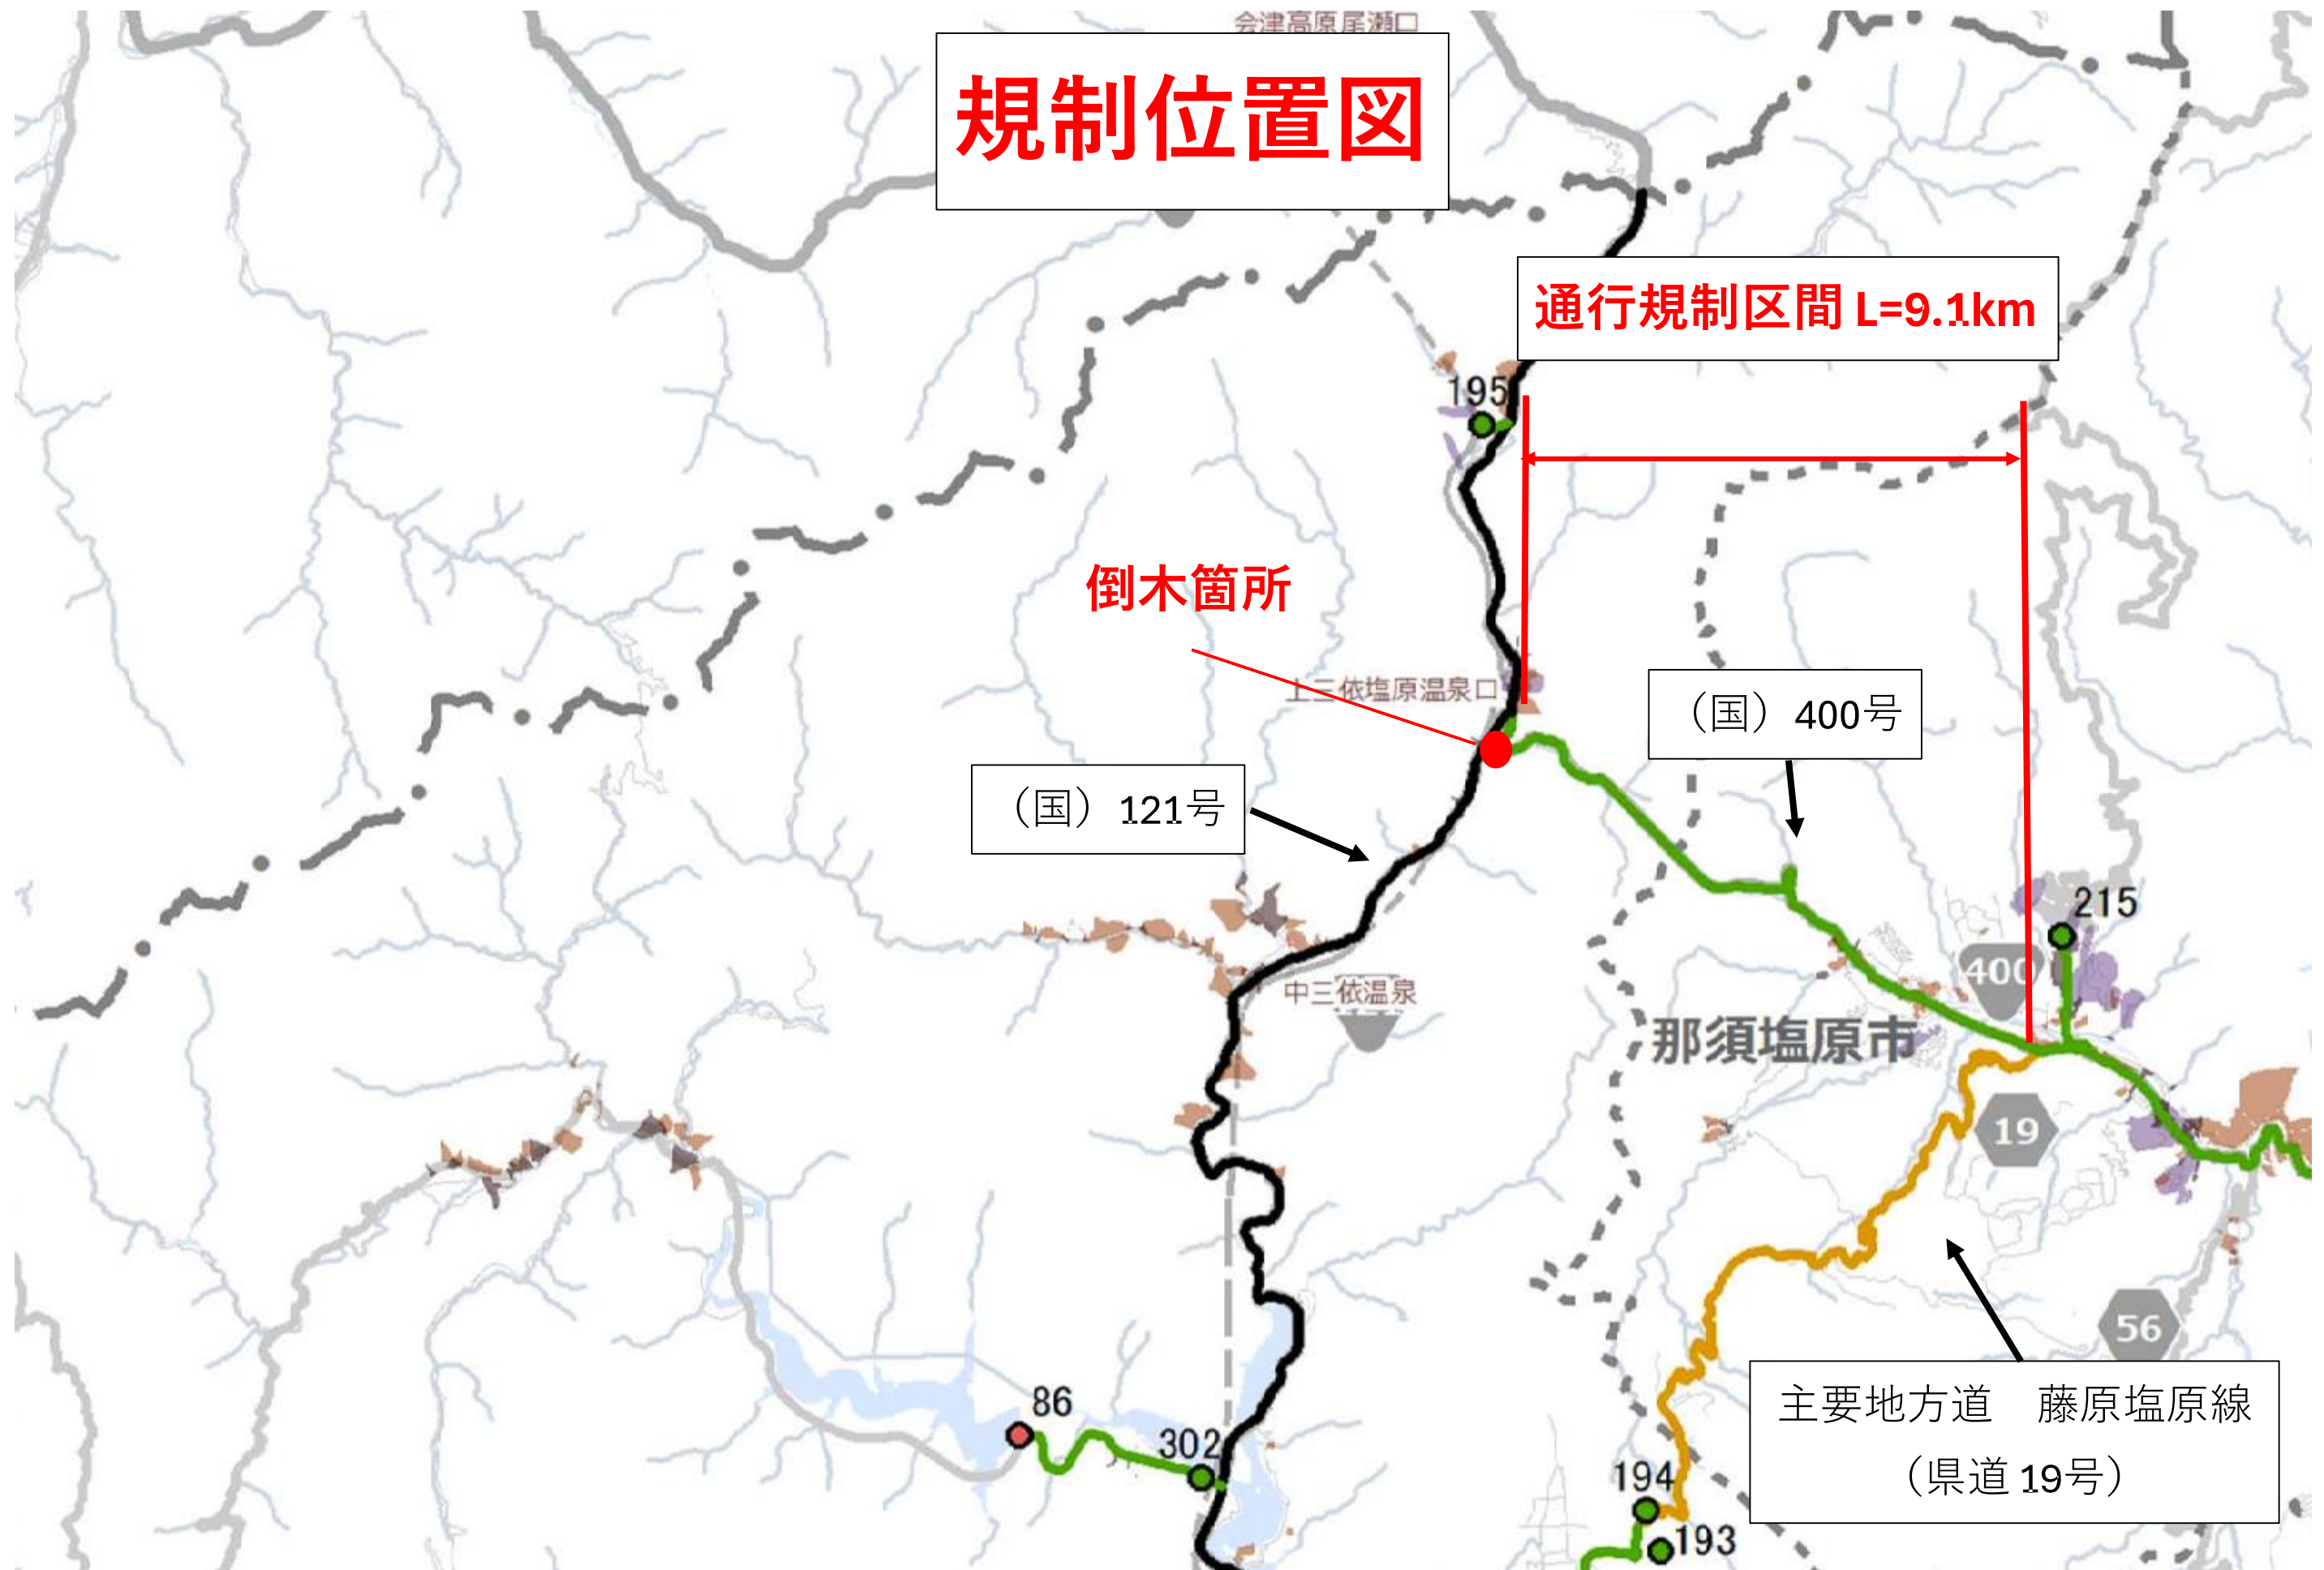 会津高原尾瀬口
規制位置図
通行規制区間 L=9.1km
195
倒木箇所
上三依塩原温泉口
（国）400号
（国）121号
215
400
中三依温泉
那須塩原市
19
56
主要地方道　藤原塩原線
（県道19号）
86
302
194
193